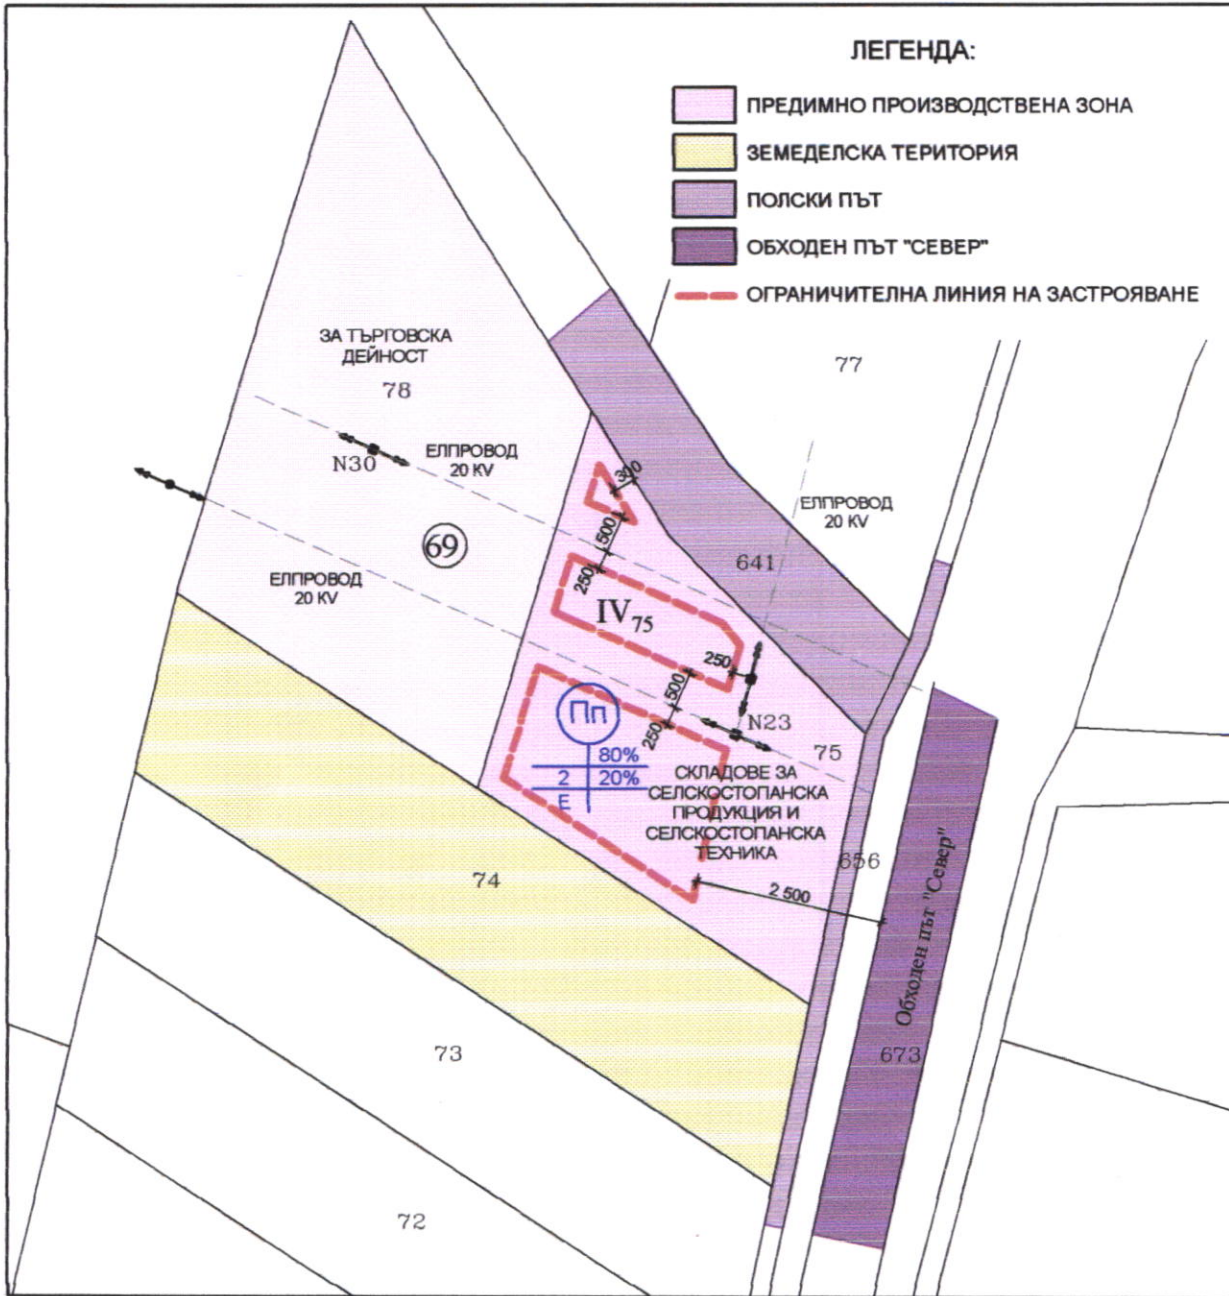 ЛЕГЕНДА:
ПРЕДИМНО ПРОИЗВОДСТВЕНА ЗОНА
ЗЕМЕДЕЛСКА ТЕРИТОРИЯ
ПОЛСКИ ПЪТ
ОБХОДЕН ПЪТ "СЕВЕР"
ОГРАНИЧИТЕЛНА ЛИНИЯ НА ЗАСТРОЯВАНЕ
ЗА ТЪРГОВСКА
ДЕЙНОСТ
78
77
ЕЛПРОВОД
20 KV
N30
300
ЕЛПРОВОД
20 KV
500
69
641
ЕЛПРОВОД
20 KV
250
IV75
250
500
Пп
N23
250
75
80%
2 20%
Е
СКЛАДОВЕ ЗА
СЕЛСКОСТОПАНСКА
ПРОДУКЦИЯ И
СЕЛСКОСТОПАНСКА
ТЕХНИКА
656
74
2 500
Обходен път "Север"
673
73
72